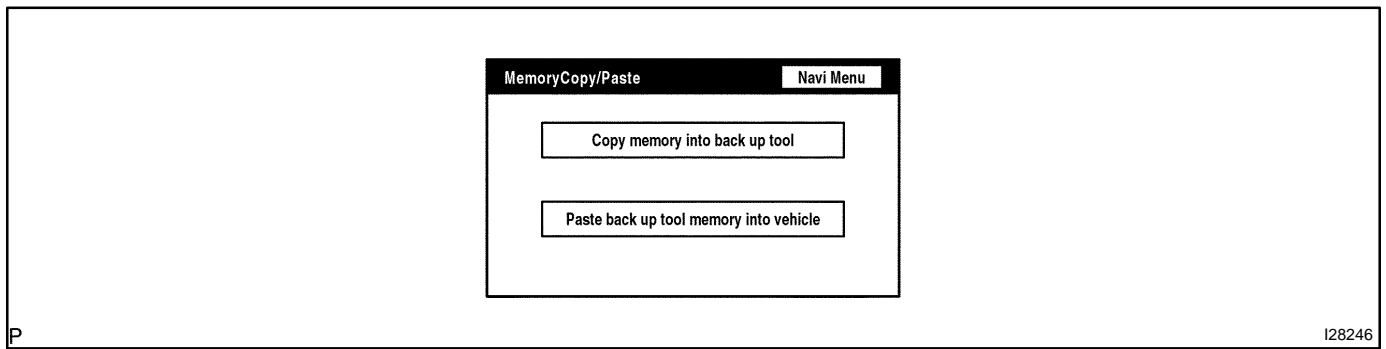 MemoryCopy/Paste Navi Menu
Copy memory into back up tool
Paste back up tool memory into vehicle
P I28246